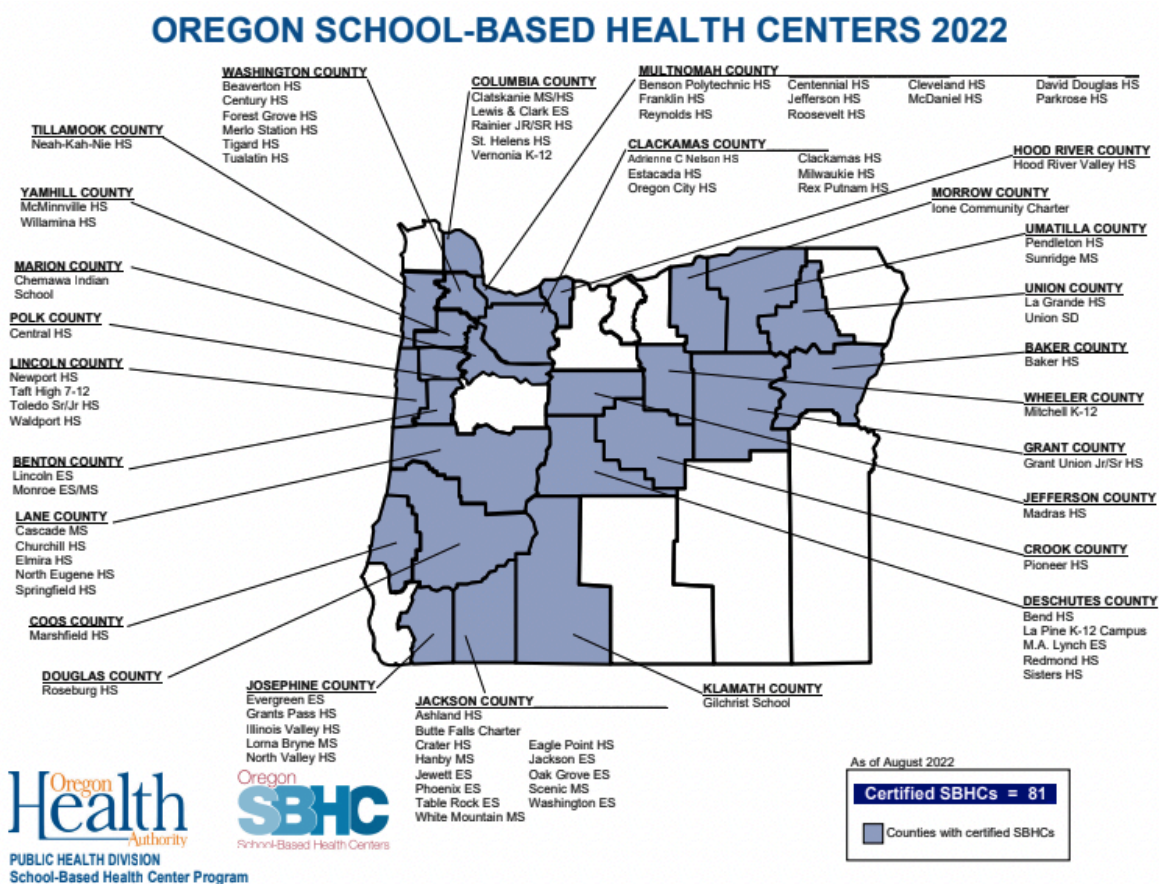 OREGON SCHOOL-BASED HEALTH CENTERS 2022
WASHINGTON COUNTY
Beaverton HS
Century HS
Forest Grove HS
Merlo Station HS
Tigard HS
Tualatin HS
COLUMBIA COUNTY
Clatskanie MS/HS
Lewis & Clark ES
Rainier JR/SR HS
St. Helens HS
Vernonia K-12
MULTNOMAH COUNTY
Benson Polytechnic HS Centennial HS Cleveland HS David Douglas HS
Franklin HS Jefferson HS McDaniel HS Parkrose HS
Reynolds HS Roosevelt HS
CLACKAMAS COUNTY
Adrienne C Nelson HS Clackamas HS
Estacada HS Milwaukie HS
Oregon City HS Rex Putnam HS
HOOD RIVER COUNTY
Hood River Valley HS
MORROW COUNTY
Ione Community Charter
UMATILLA COUNTY
Pendleton HS
Sunridge MS
UNION COUNTY
La Grande HS
Union SD
BAKER COUNTY
Baker HS
WHEELER COUNTY
Mitchell K-12
GRANT COUNTY
Grant Union Jr/Sr HS
JEFFERSON COUNTY
Madras HS
CROOK COUNTY
Pioneer HS
DESCHUTES COUNTY
Bend HS
La Pine K-12 Campus
M.A. Lynch ES
Redmond HS
Sisters HS
TILLAMOOK COUNTY
Neah-Kah-Nie HS
YAMHILL COUNTY
McMinnville HS
Willamina HS
MARION COUNTY
Chemawa Indian
School
POLK COUNTY
Central HS
LINCOLN COUNTY
Newport HS
Taft High 7-12
Toledo Sr/Jr HS
Waldport HS
BENTON COUNTY
Lincoln ES
Monroe ES/MS
LANE COUNTY
Cascade MS
Churchill HS
Elmira HS
North Eugene HS
Springfield HS
COOS COUNTY
Marshfield HS
DOUGLAS COUNTY
Roseburg HS
JOSEPHINE COUNTY
Evergreen ES
Grants Pass HS
Illinois Valley HS
Lorna Bryne MS
North Valley HS
JACKSON COUNTY
Ashland HS
Butte Falls Charter
Crater HS Eagle Point HS
Hanby MS Jackson ES
Jewett ES Oak Grove ES
Phoenix ES Scenic MS
Table Rock ES Washington ES
White Mountain MS
KLAMATH COUNTY
Gilchrist School
As of August 2022
Certified SBHCs = 81
Counties with certified SBHCs
Oregon
Health
Authority
PUBLIC HEALTH DIVISION
School-Based Health Center Program
Oregon
SBHC
School-Based Health Centers